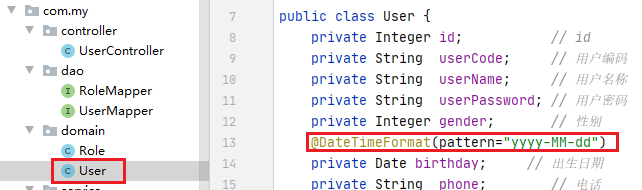 com.my
controller
UserController
dao
RoleMapper
UserMapper
domain
Role
User
7 public class User {
8 private Integer id; // id
9 private String userCode; // 用户编码
10 private String userName; // 用户名称
11 private String userPassword; // 用户密码
12 private Integer gender; // 性别
13 @DateTimeFormat(pattern="yyyy-MM-dd")
14 private Date birthday; // 出生日期
15 private String phone; // 电话